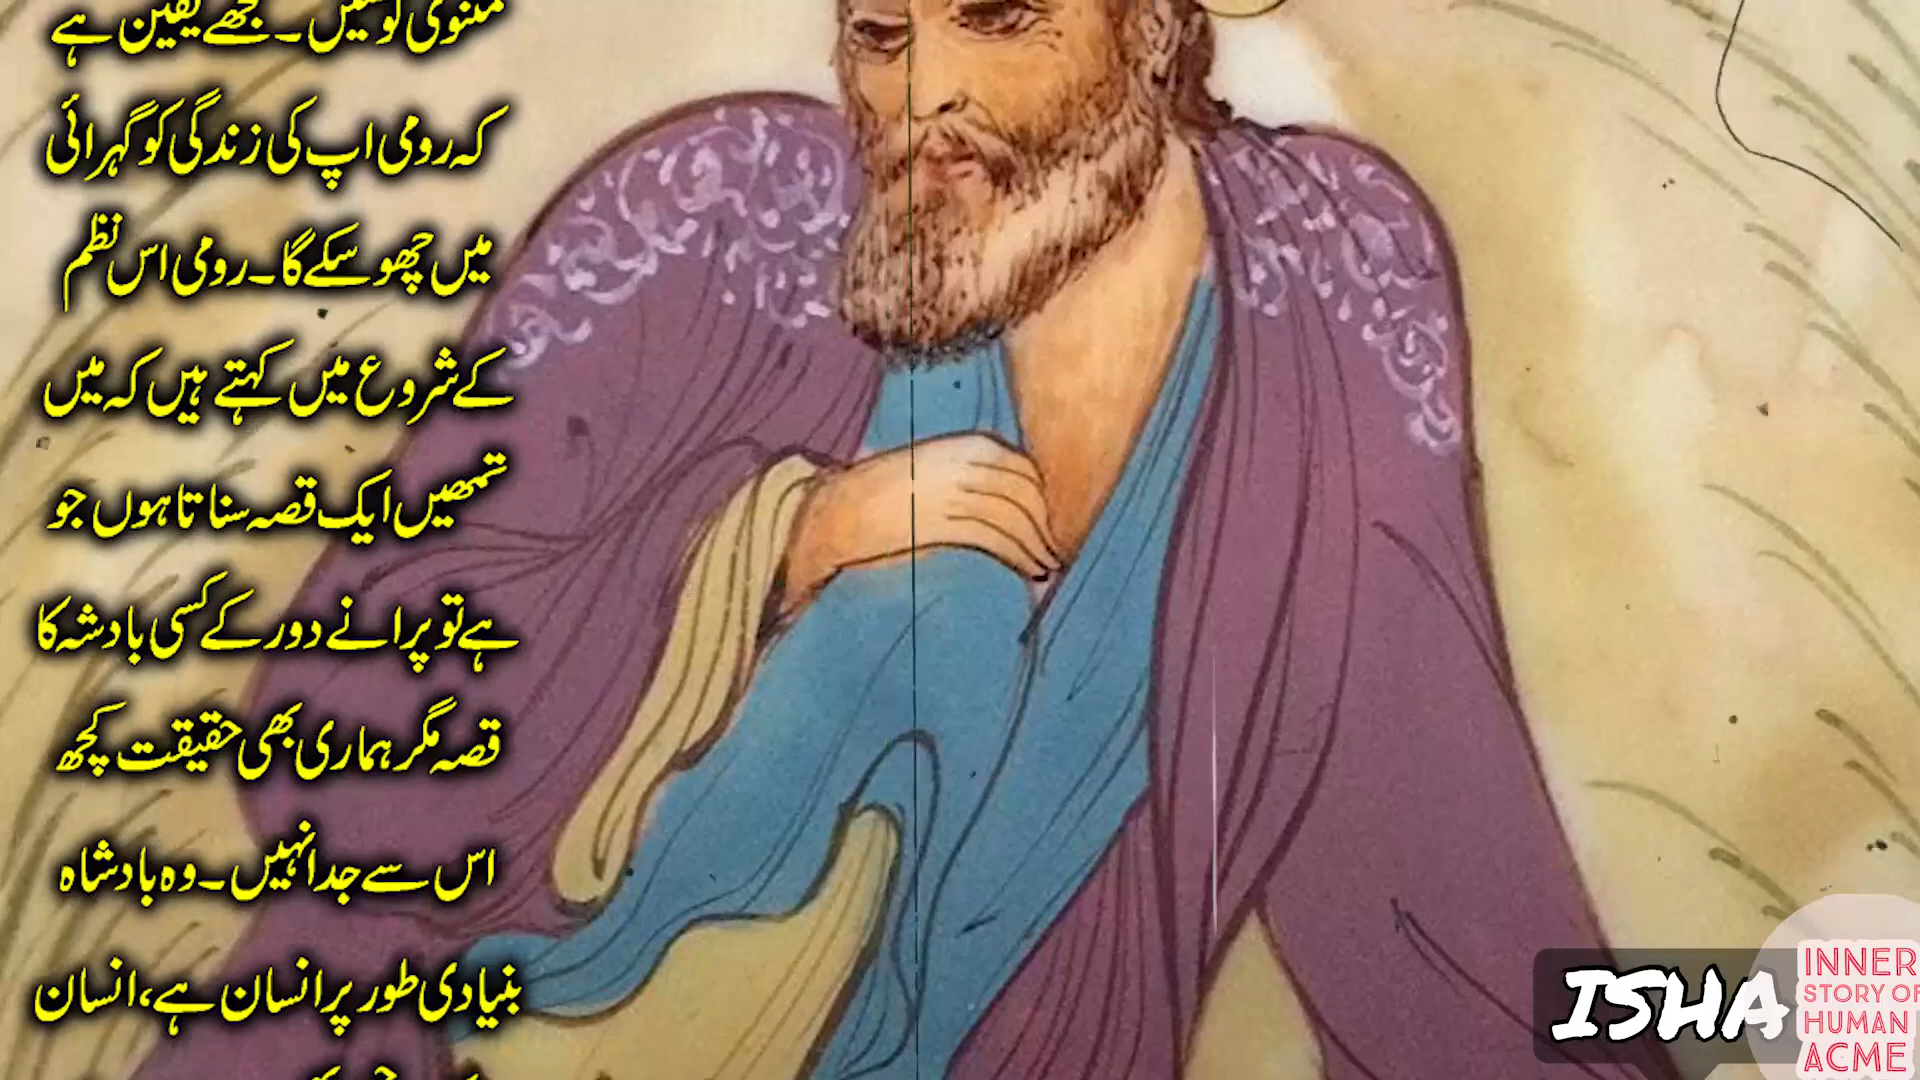 مثنوی کو سنیں۔ مجھے یقین ہے
کہ رومی اپ کی زندگی کو گہرائی
میں چھو سکے گا۔ رومی اس نظم
کے شروع میں کہتے ہیں کہ میں
تمھیں ایک قصہ سناتا ہوں جو
ہے تو پرانے دور کے کسی بادشہ کا
قصہ مگر ہماری بھی حقیقت کچھ
اس سے جدا نہیں۔ وہ بادشاہ
بنیادی طور پر انسان ہے، انسان
ISHA
INNER
STORY OF
HUMAN
ACME